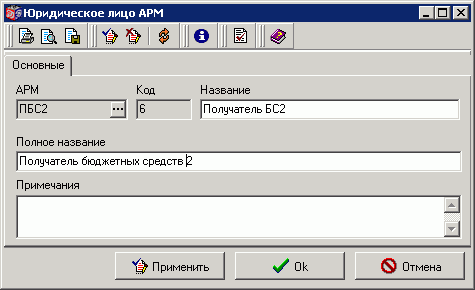 Юридическое лицо АРМ
Основные
АРМ Код Название
ПБС2 ... 6 Получатель БС2
Полное название
Получатель бюджетных средств 2
Примечания
Применить Ok Отмена